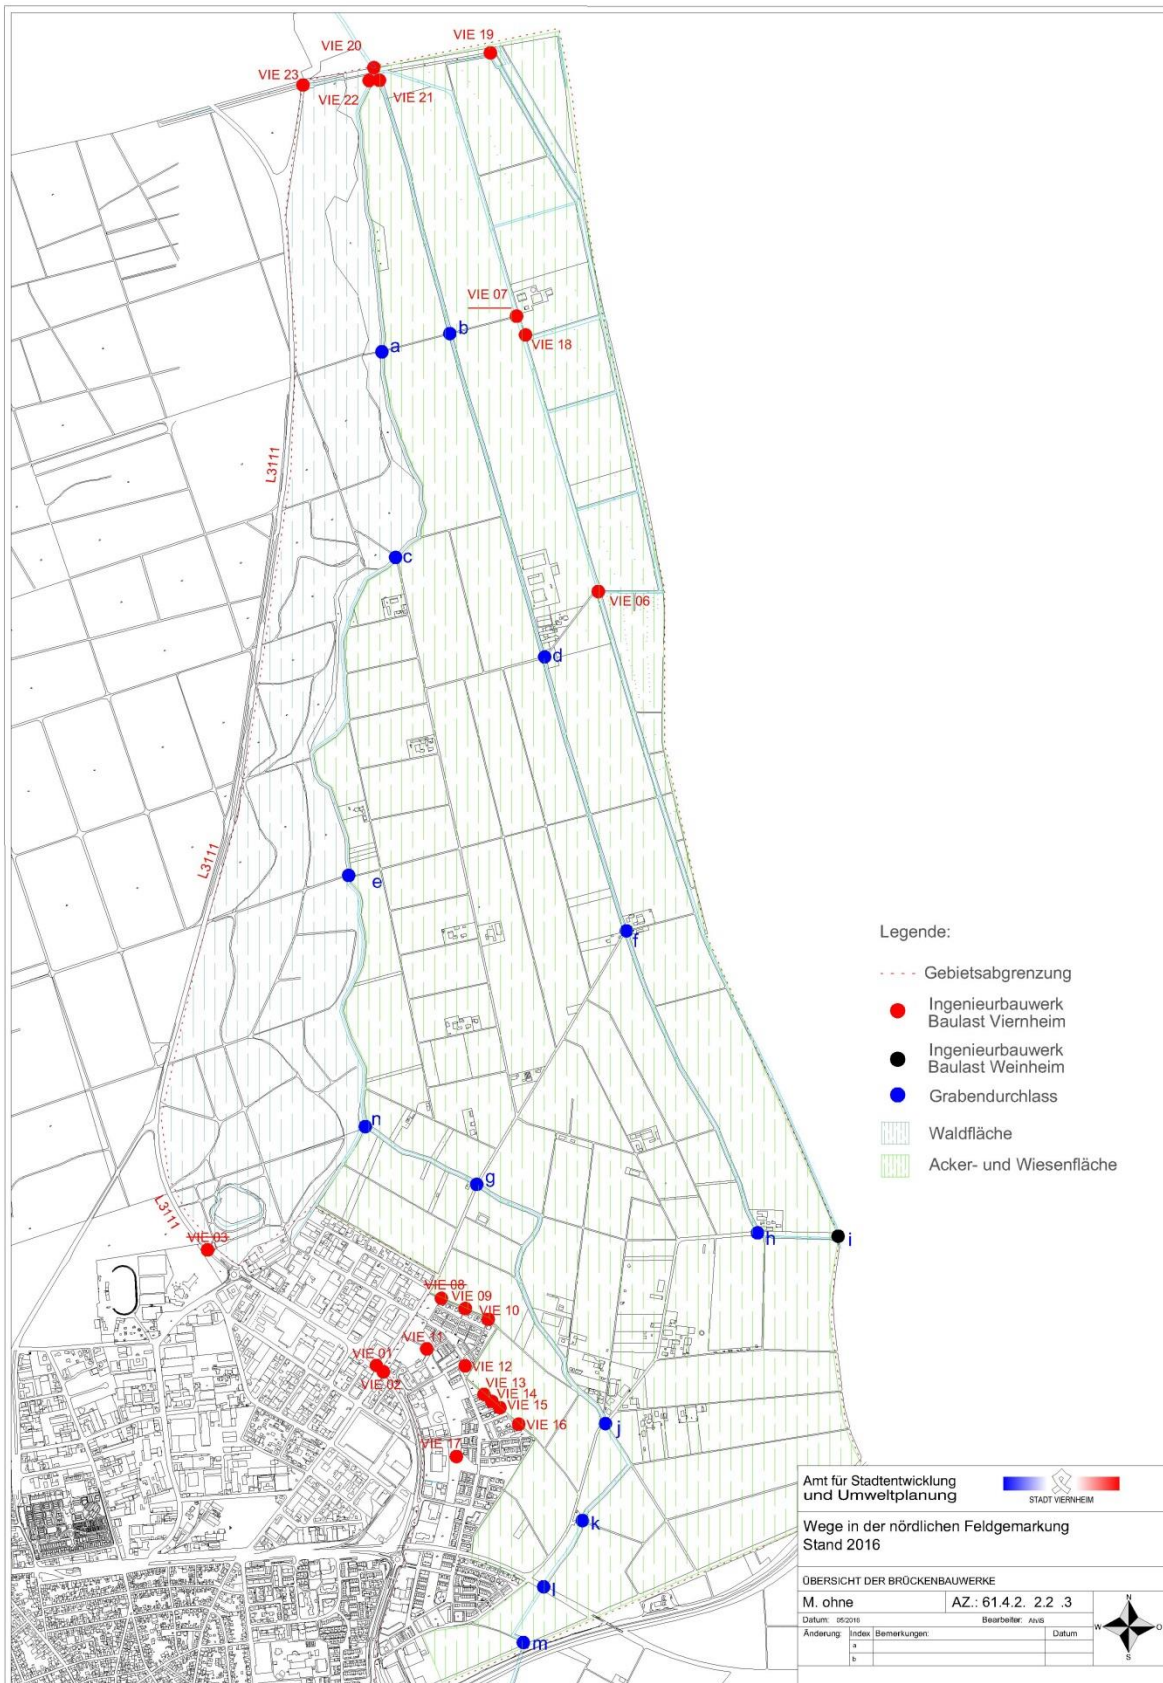 VIE 19
VIE 20
VIE 23
VIE 22
VIE 21
VIE 07
b
VIE 18
a
L3111
c
VIE 06
d
L3111
e
f
Legende:
Gebietsabgrenzung
Ingenieurbauwerk
Baulast Viernheim
Ingenieurbauwerk
Baulast Weinheim
Grabendurchlass
Waldfläche
Acker- und Wiesenfläche
n
g
L3111
VIE 03
h
i
VIE 08
VIE 09
VIE 10
VIE 11
VIE 01
VIE 12
VIE 02
VIE 13
VIE 14
VIE 15
VIE 16
j
VIE 17
k
l
m
Amt für Stadtentwicklung
und Umweltplanung
STADT VIERNHEIM
Wege in der nördlichen Feldgemarkung
Stand 2016
ÜBERSICHT DER BRÜCKENBAUWERKE
M. ohne AZ.: 61.4.2. 2.2 .3
Datum: 05/2016 Bearbeiter:
Änderung: Index Bemerkungen: Datum
a
b
N
W O
S